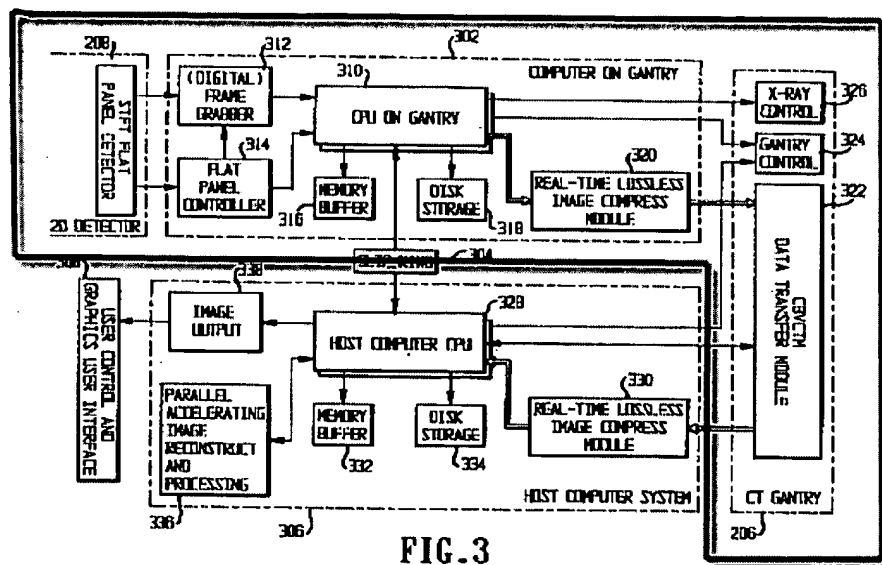 208
312
302
COMPUTER ON GANTRY
STFT FLAT
PANEL DETECTOR
2D DETECTOR
(DIGITAL)
FRAME
GRABBER
314
FLAT
PANEL
CONTROLLER
310
CPU ON GANTRY
MEMORY
BUFFER
316
DISK
STORAGE
318
320
REAL-TIME LOSSLESS
IMAGE COMPRESS
MODULE
X-RAY
CONTROL
326
GANTRY
CONTROL
324
322
CBVCTM
DATA TRANSFER MODULE
304
338
IMAGE
OUTPUT
USER CONTROL AND
GRAPHICS USER INTERFACE
328
HOST COMPUTER CPU
PARALLEL
ACCELERATING
IMAGE
RECONSTRUCT
AND
PROCESSING
336
MEMORY
BUFFER
332
DISK
STORAGE
334
330
REAL-TIME LOSSLESS
IMAGE COMPRESS
MODULE
HOST COMPUTER SYSTEM
306
CT GANTRY
206
FIG.3